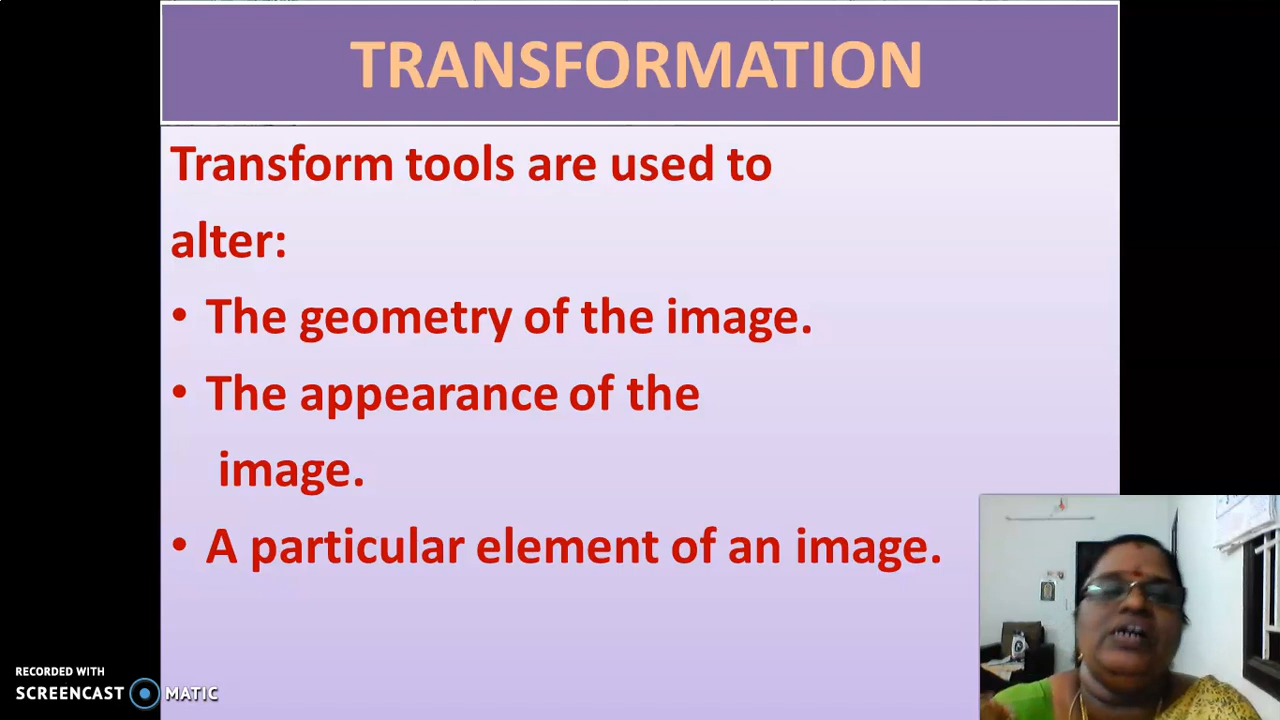 TRANSFORMATION
Transform tools are used to
alter:
• The geometry of the image.
• The appearance of the
image.
• A particular element of an image.
RECORDED WITH
SCREENCAST MATIC